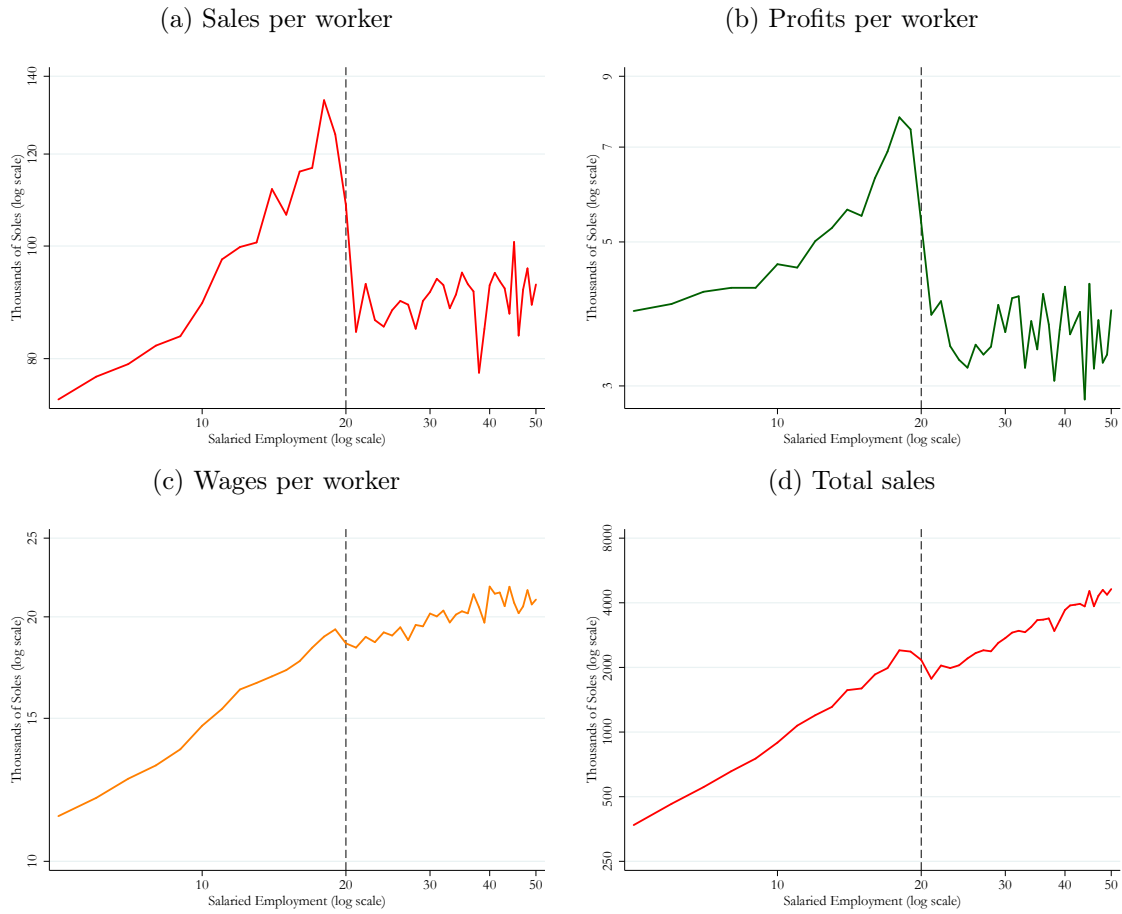 (a) Sales per worker
Thousands of Soles (log scale)
140
120
100
80
10 20 30 40 50
Salaried Employment (log scale)
(b) Profits per worker
Thousands of Soles (log scale)
9
7
5
3
10 20 30 40 50
Salaried Employment (log scale)
(c) Wages per worker
Thousands of Soles (log scale)
25
20
15
10
10 20 30 40 50
Salaried Employment (log scale)
(d) Total sales
Thousands of Soles (log scale)
8000
4000
2000
1000
500
250
10 20 30 40 50
Salaried Employment (log scale)